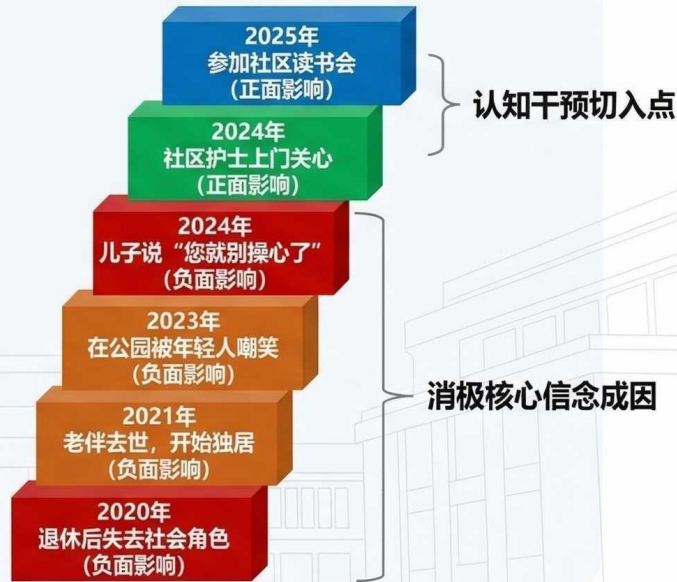 2025年
参加社区读书会
（正面影响）
认知干预切入点
2024年
社区护士上门关心
（正面影响）
2024年
儿子说“您就别操心了”
（负面影响）
2023年
在公园被年轻人嘲笑
（负面影响）
消极核心信念成因
2021年
老伴去世，开始独居
（负面影响）
2020年
退休后失去社会角色
（负面影响）